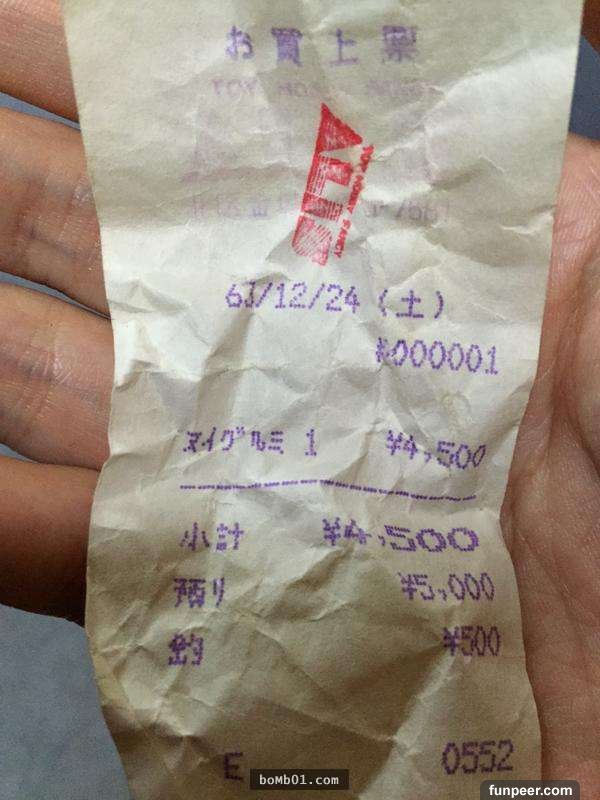 お買上票
ALIS
63/12/24 (土)
#000001
ヌイグルミ 1 ¥4,500
小計 ¥4,500
預り ¥5,000
釣 ¥500
E 0552
boMb01.com
funpeer.com